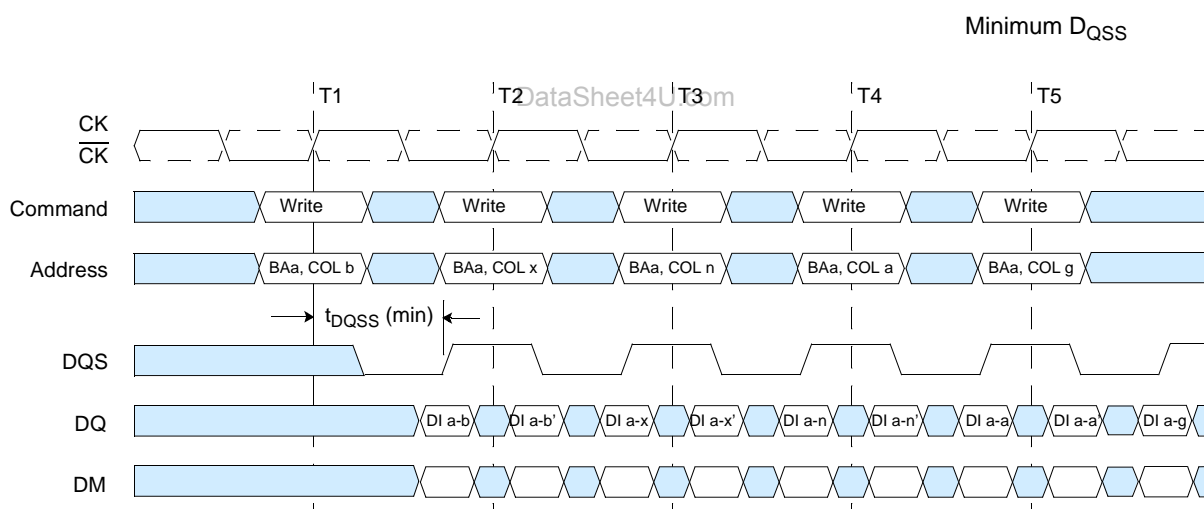 Minimum DQSS
T1 T2 T3 T4 T5
DataSheet4U.com
CK
CK
Command Write Write Write Write Write
Address BAa, COL b BAa, COL x BAa, COL n BAa, COL a BAa, COL g
tDQSS (min)
DQS
DQ DI a-b DI a-b’ DI a-x DI a-x’ DI a-n DI a-n’ DI a-a DI a-a’ DI a-g
DM